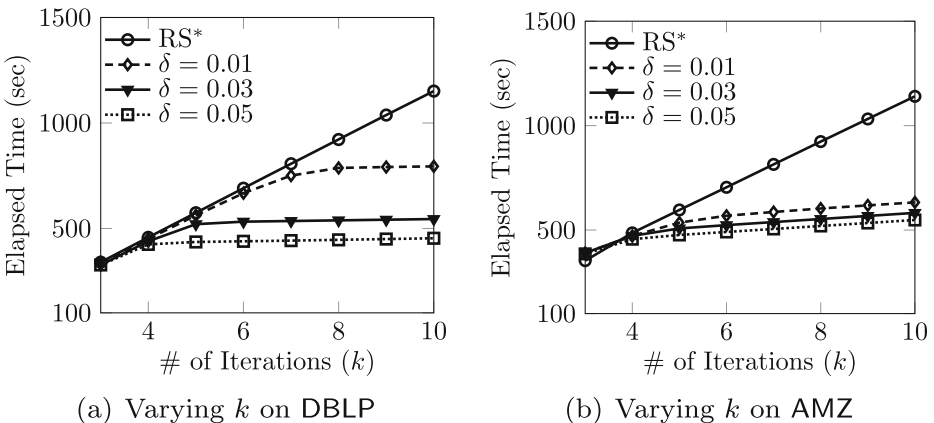 1500
1000
500
100
Elapsed Time (sec)
RS*
δ = 0.01
δ = 0.03
δ = 0.05
4 6 8 10
# of Iterations (k)
(a) Varying k on DBLP
1500
1000
500
100
Elapsed Time (sec)
RS*
δ = 0.01
δ = 0.03
δ = 0.05
4 6 8 10
# of Iterations (k)
(b) Varying k on AMZ